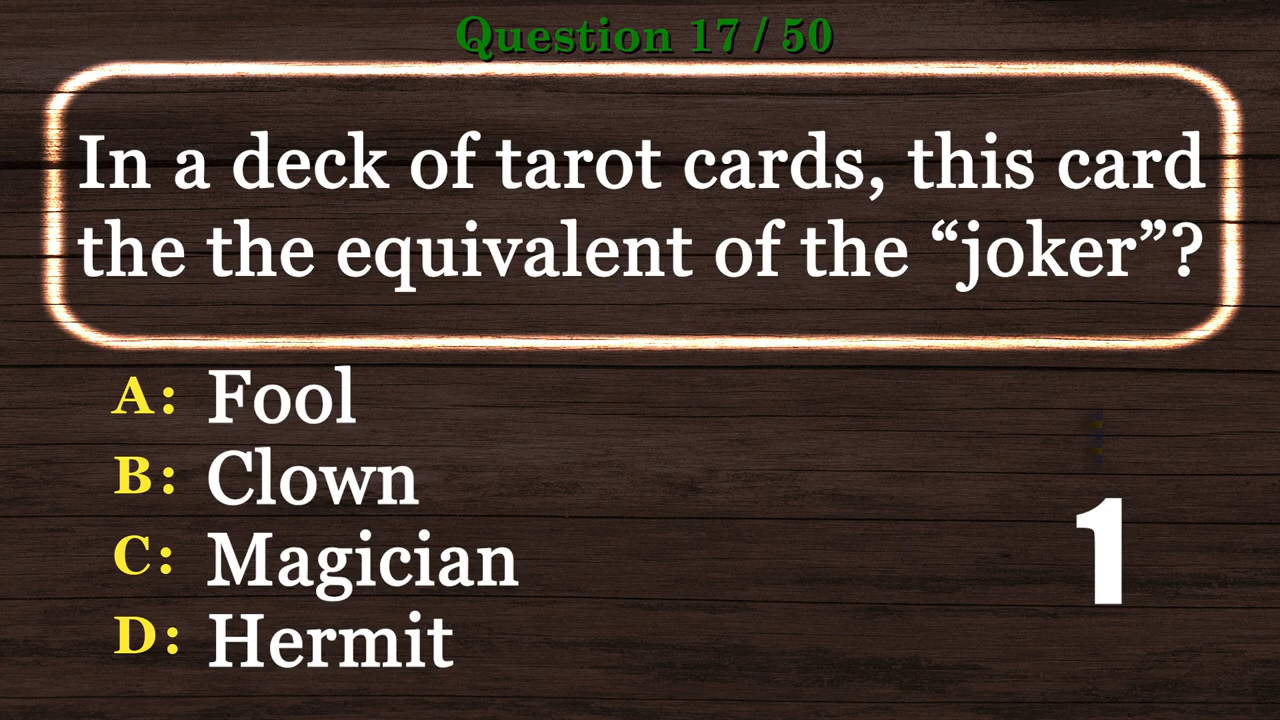 Question 17 / 50
In a deck of tarot cards, this card
the the equivalent of the “joker”?
A: Fool
B: Clown
C: Magician
D: Hermit
1